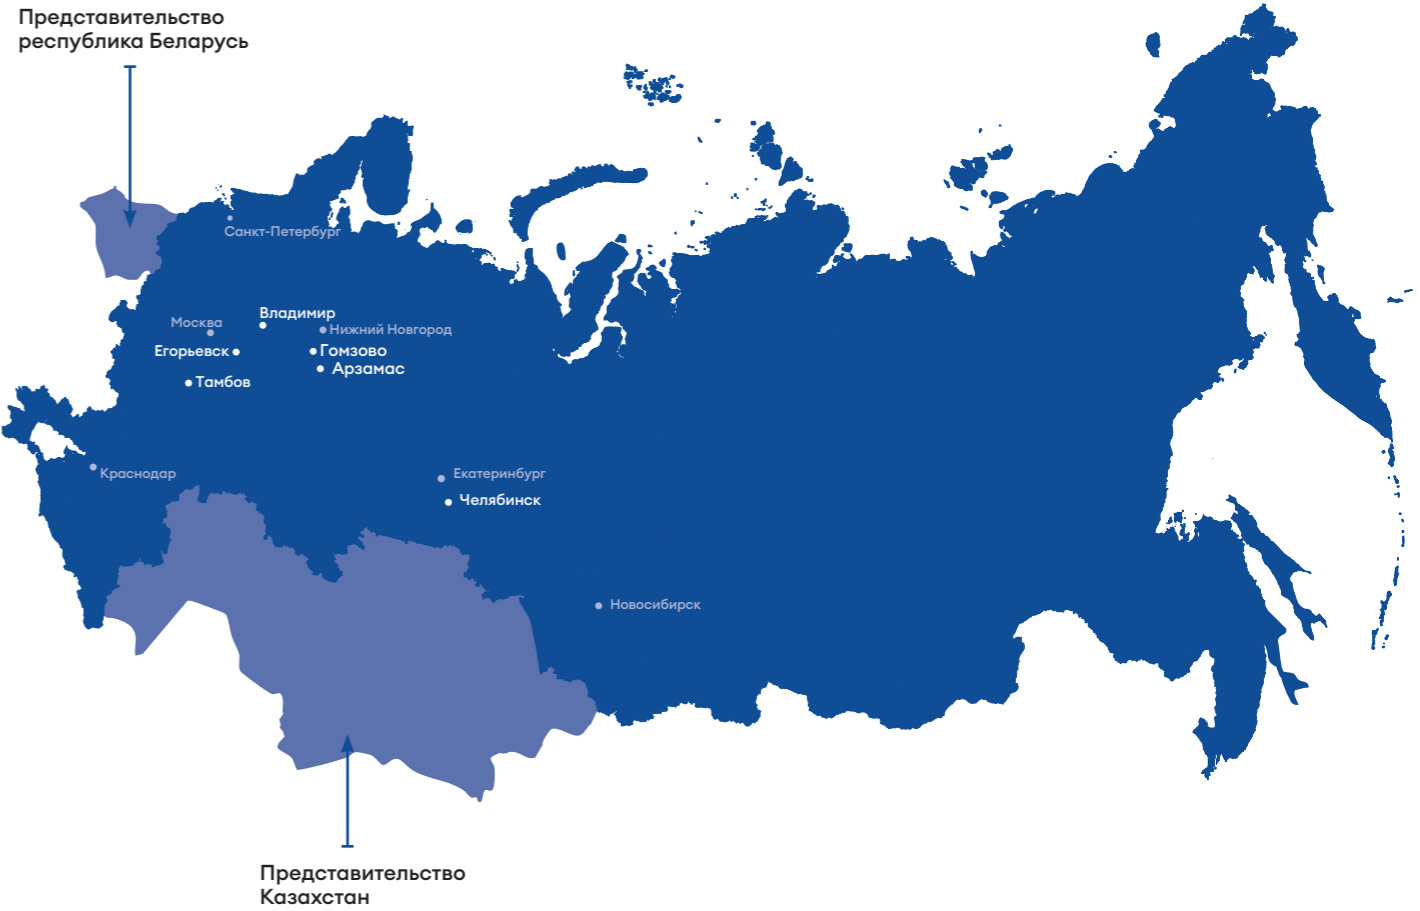 Представительство
республика Беларусь
Санкт-Петербург
Владимир
Москва
Нижний Новгород
Егорьевск
Гомзово
Арзамас
Тамбов
Краснодар
Екатеринбург
Челябинск
Новосибирск
Представительство
Казахстан